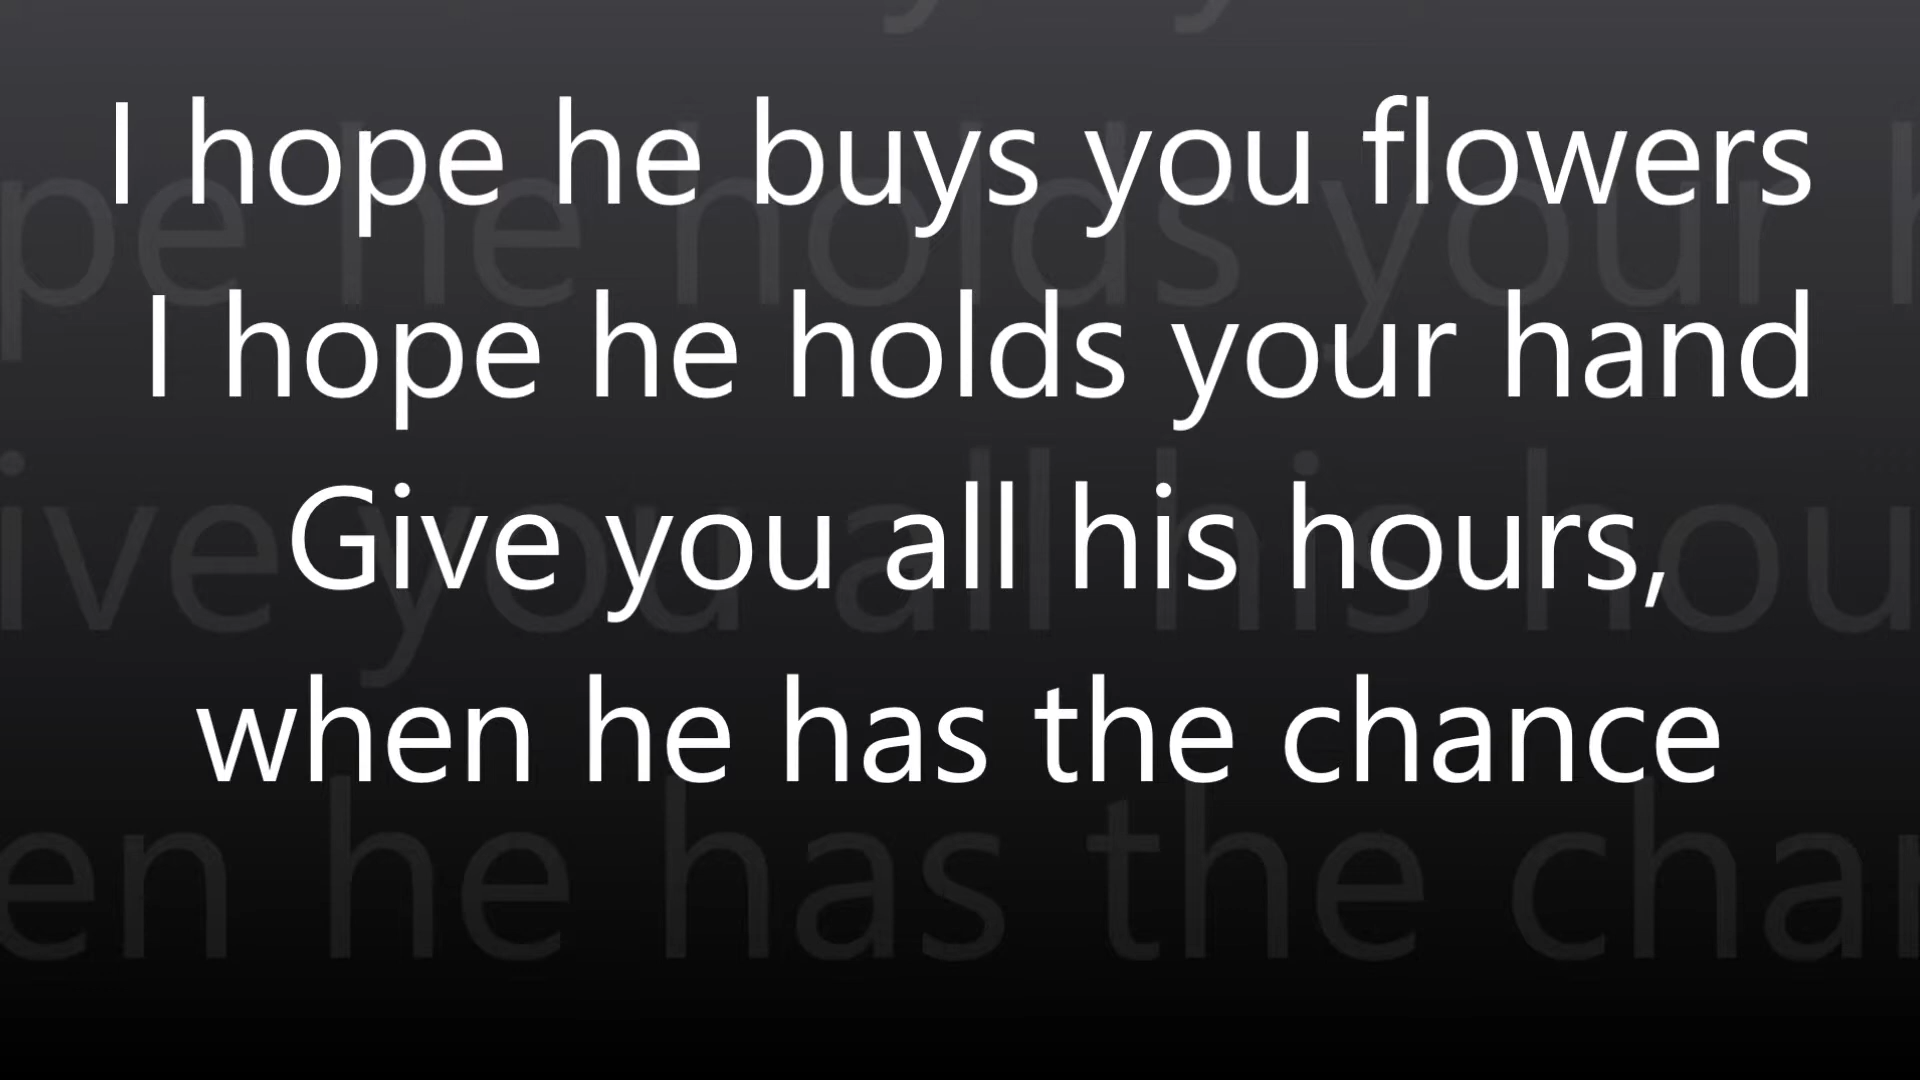 I hope he buys you flowers
I hope he holds your hand
Give you all his hours,
when he has the chance